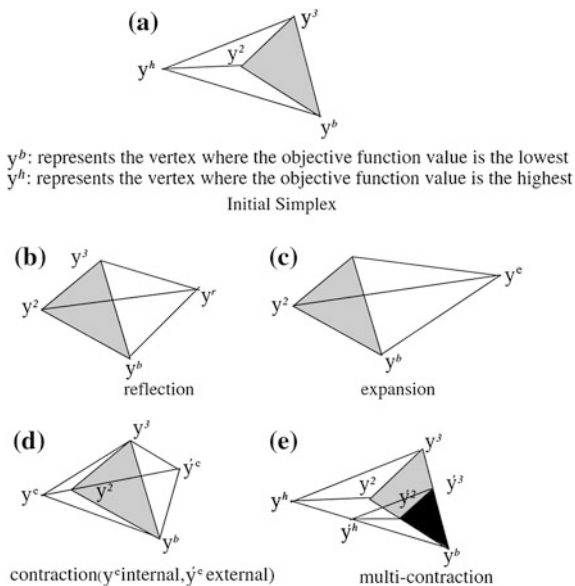 (a)
y³
yʰ
y²
yᵇ
yᵇ: represents the vertex where the objective function value is the lowest
yʰ: represents the vertex where the objective function value is the highest
Initial Simplex
(b)
y³
y²
yʳ
yᵇ
reflection
(c)
y²
yᵉ
yᵇ
expansion
(d)
y³
ýᶜ
yᶜ
y²
yᵇ
contraction(yᶜinternal,ýᶜ external)
(e)
y³
y²
ý²
ý³
yʰ
ýʰ
yᵇ
multi-contraction